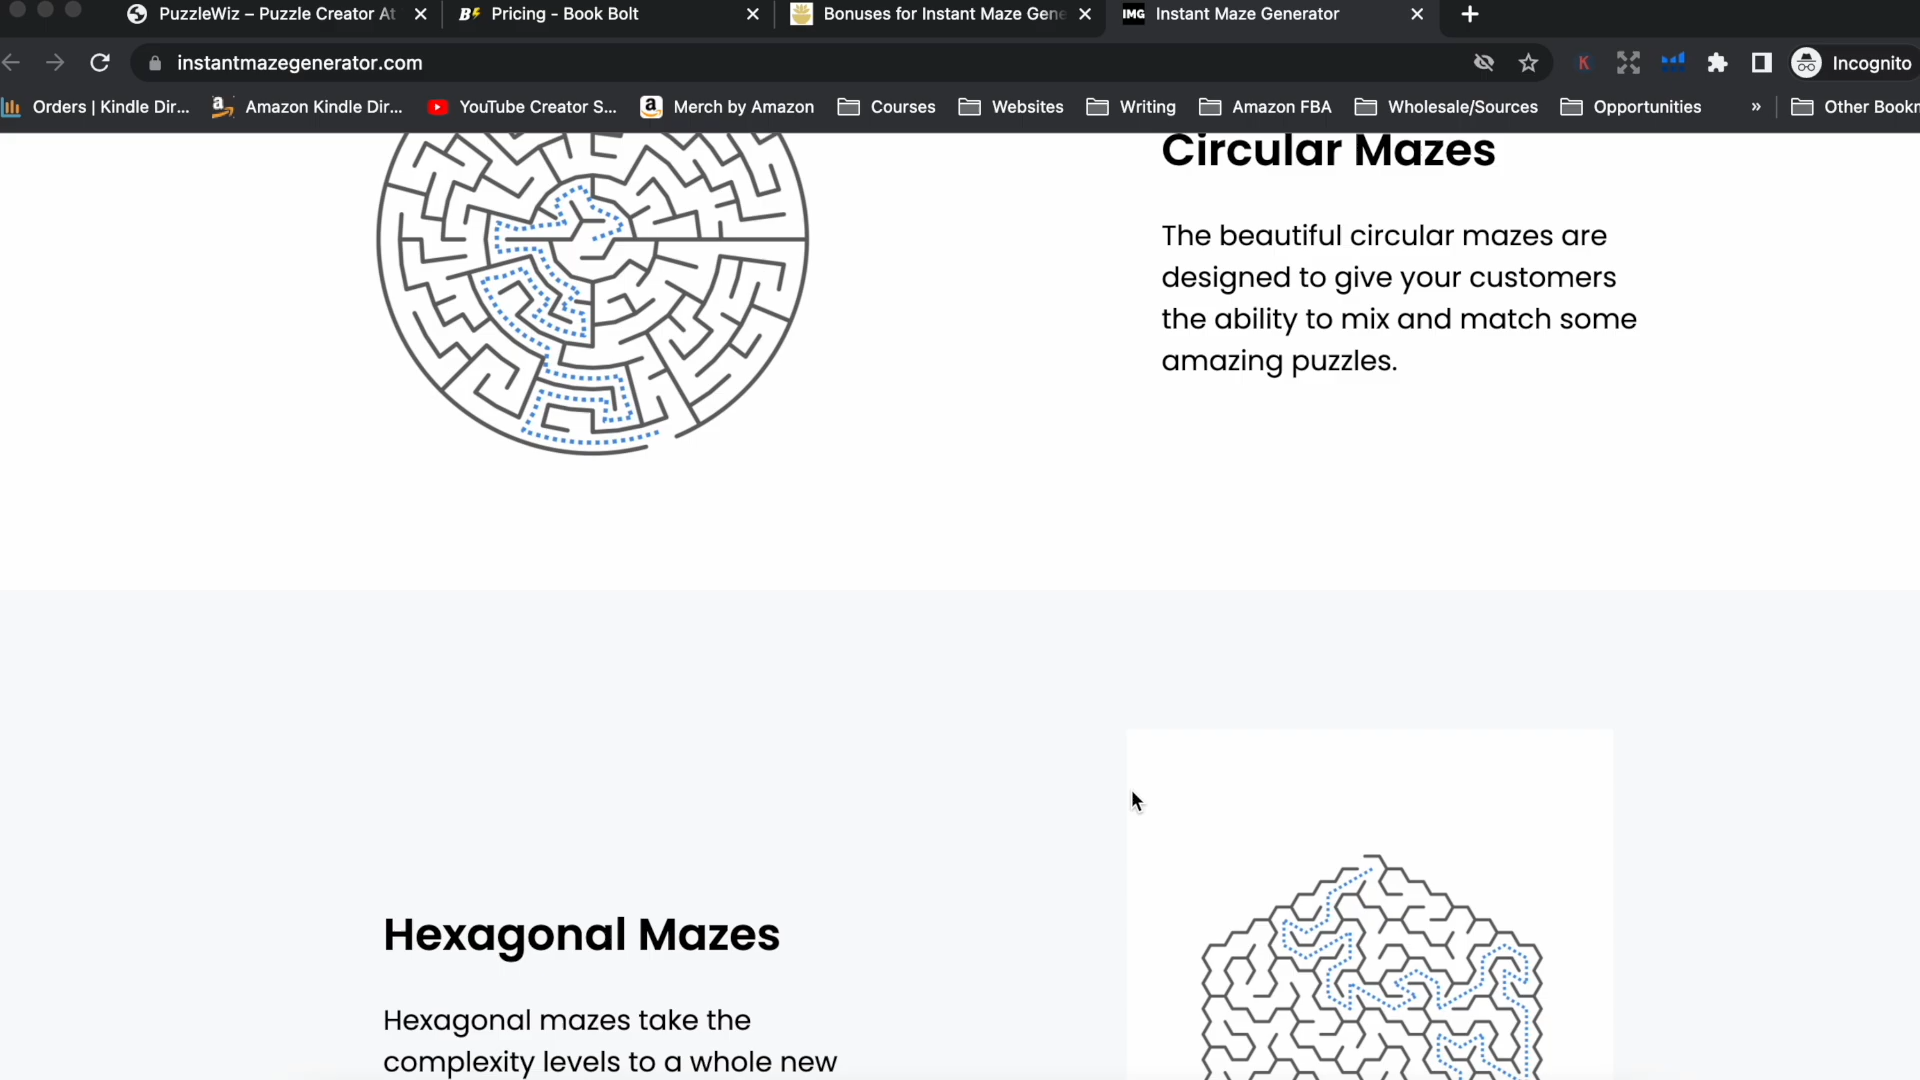 PuzzleWiz – Puzzle Creator At
B Pricing - Book Bolt
Bonuses for Instant Maze Gene
IMG Instant Maze Generator
instantmazegenerator.com
K
Incognito
Orders | Kindle Dir...
Amazon Kindle Dir...
YouTube Creator S...
Merch by Amazon
Courses
Websites
Writing
Amazon FBA
Wholesale/Sources
Opportunities
»
Other Bookm
Circular Mazes
The beautiful circular mazes are
designed to give your customers
the ability to mix and match some
amazing puzzles.
Hexagonal Mazes
Hexagonal mazes take the
complexity levels to a whole new